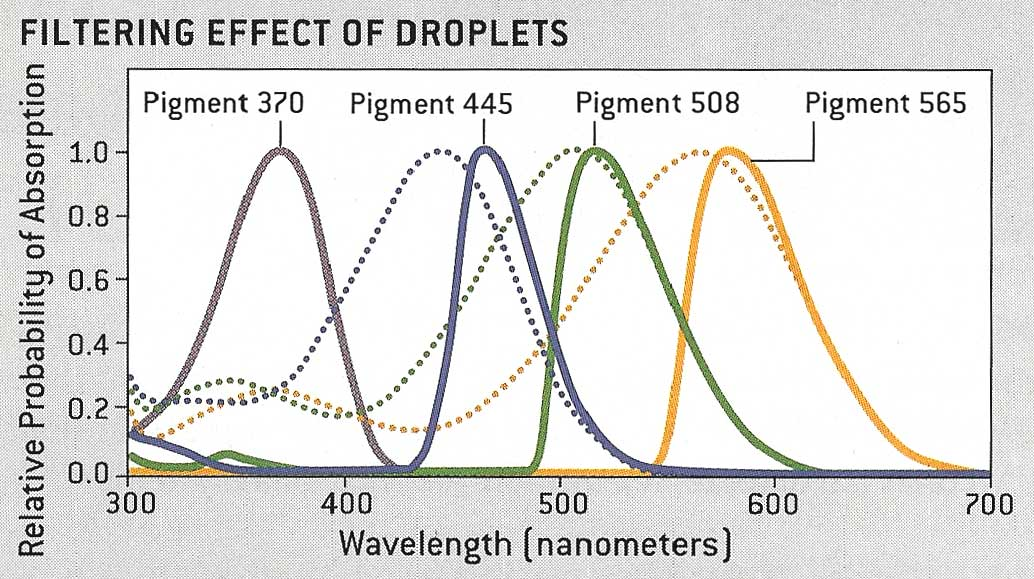 FILTERING EFFECT OF DROPLETS
Relative Probability of Absorption
Pigment 370 Pigment 445 Pigment 508 Pigment 565
1.0
0.8
0.6
0.4
0.2
0.0
300 400 500 600 700
Wavelength (nanometers)